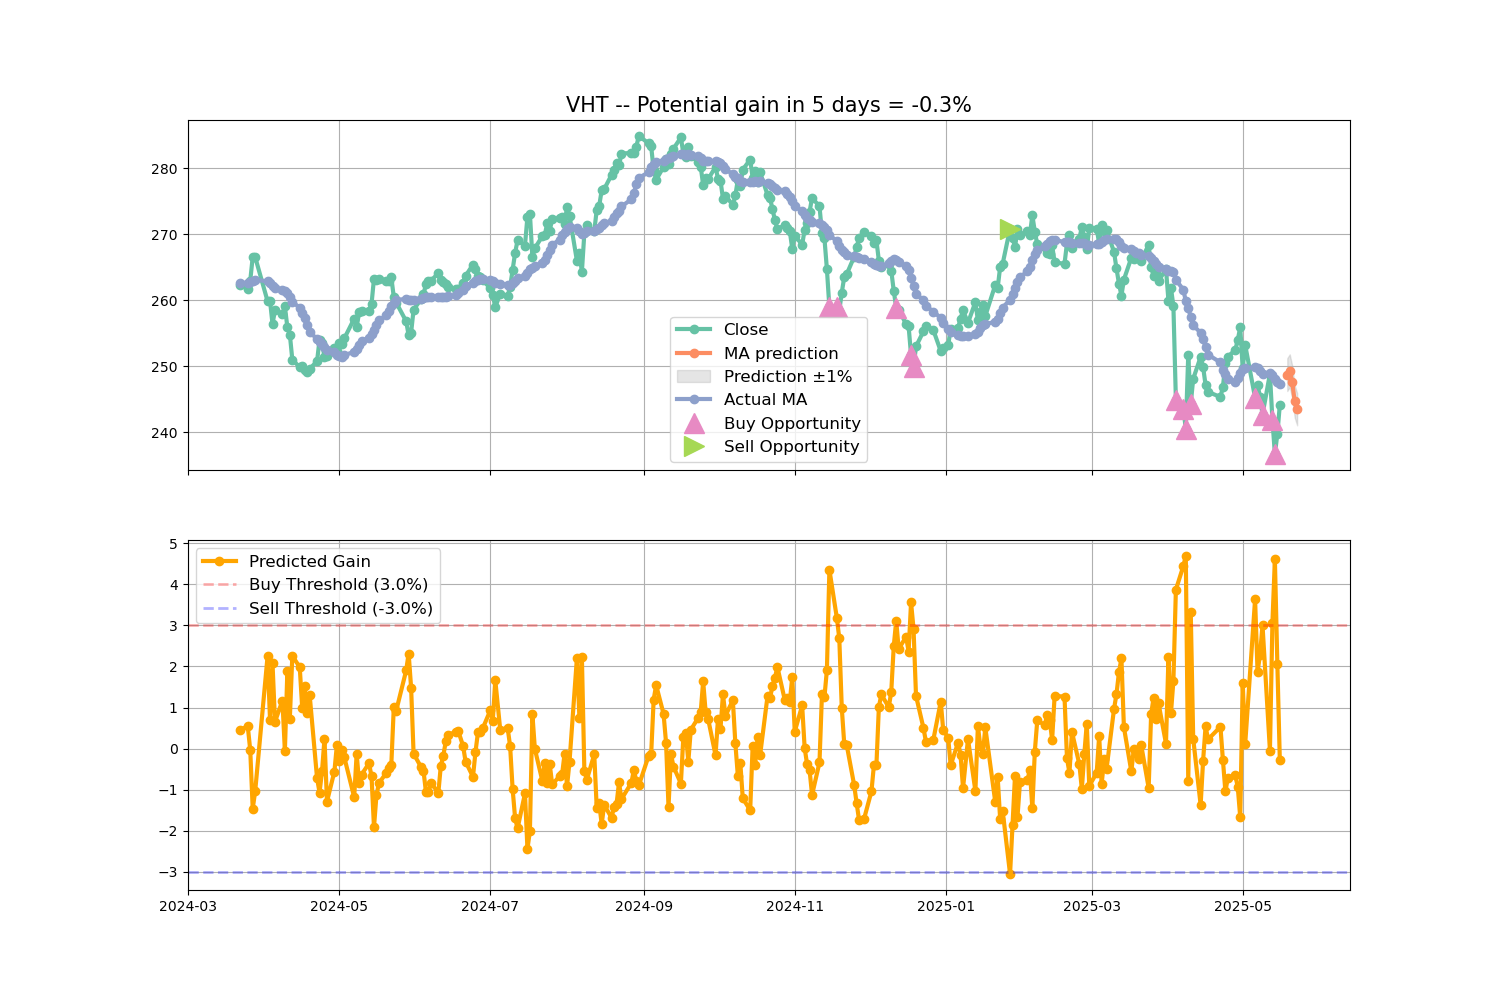 VHT -- Potential gain in 5 days = -0.3%
280
270
260
250
240
Close
MA prediction
Prediction ±1%
Actual MA
Buy Opportunity
Sell Opportunity
5
4
3
2
1
0
−1
−2
−3
Predicted Gain
Buy Threshold (3.0%)
Sell Threshold (-3.0%)
2024-03
2024-05
2024-07
2024-09
2024-11
2025-01
2025-03
2025-05